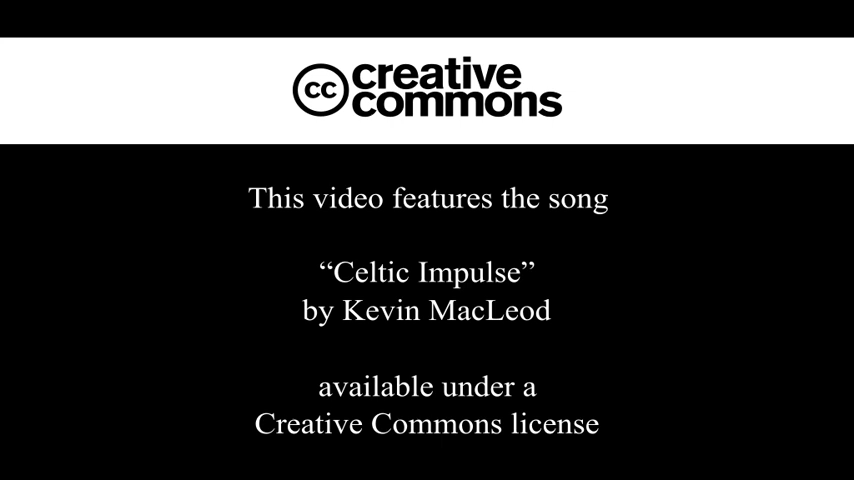 cc creative
commons
This video features the song
“Celtic Impulse”
by Kevin MacLeod
available under a
Creative Commons license